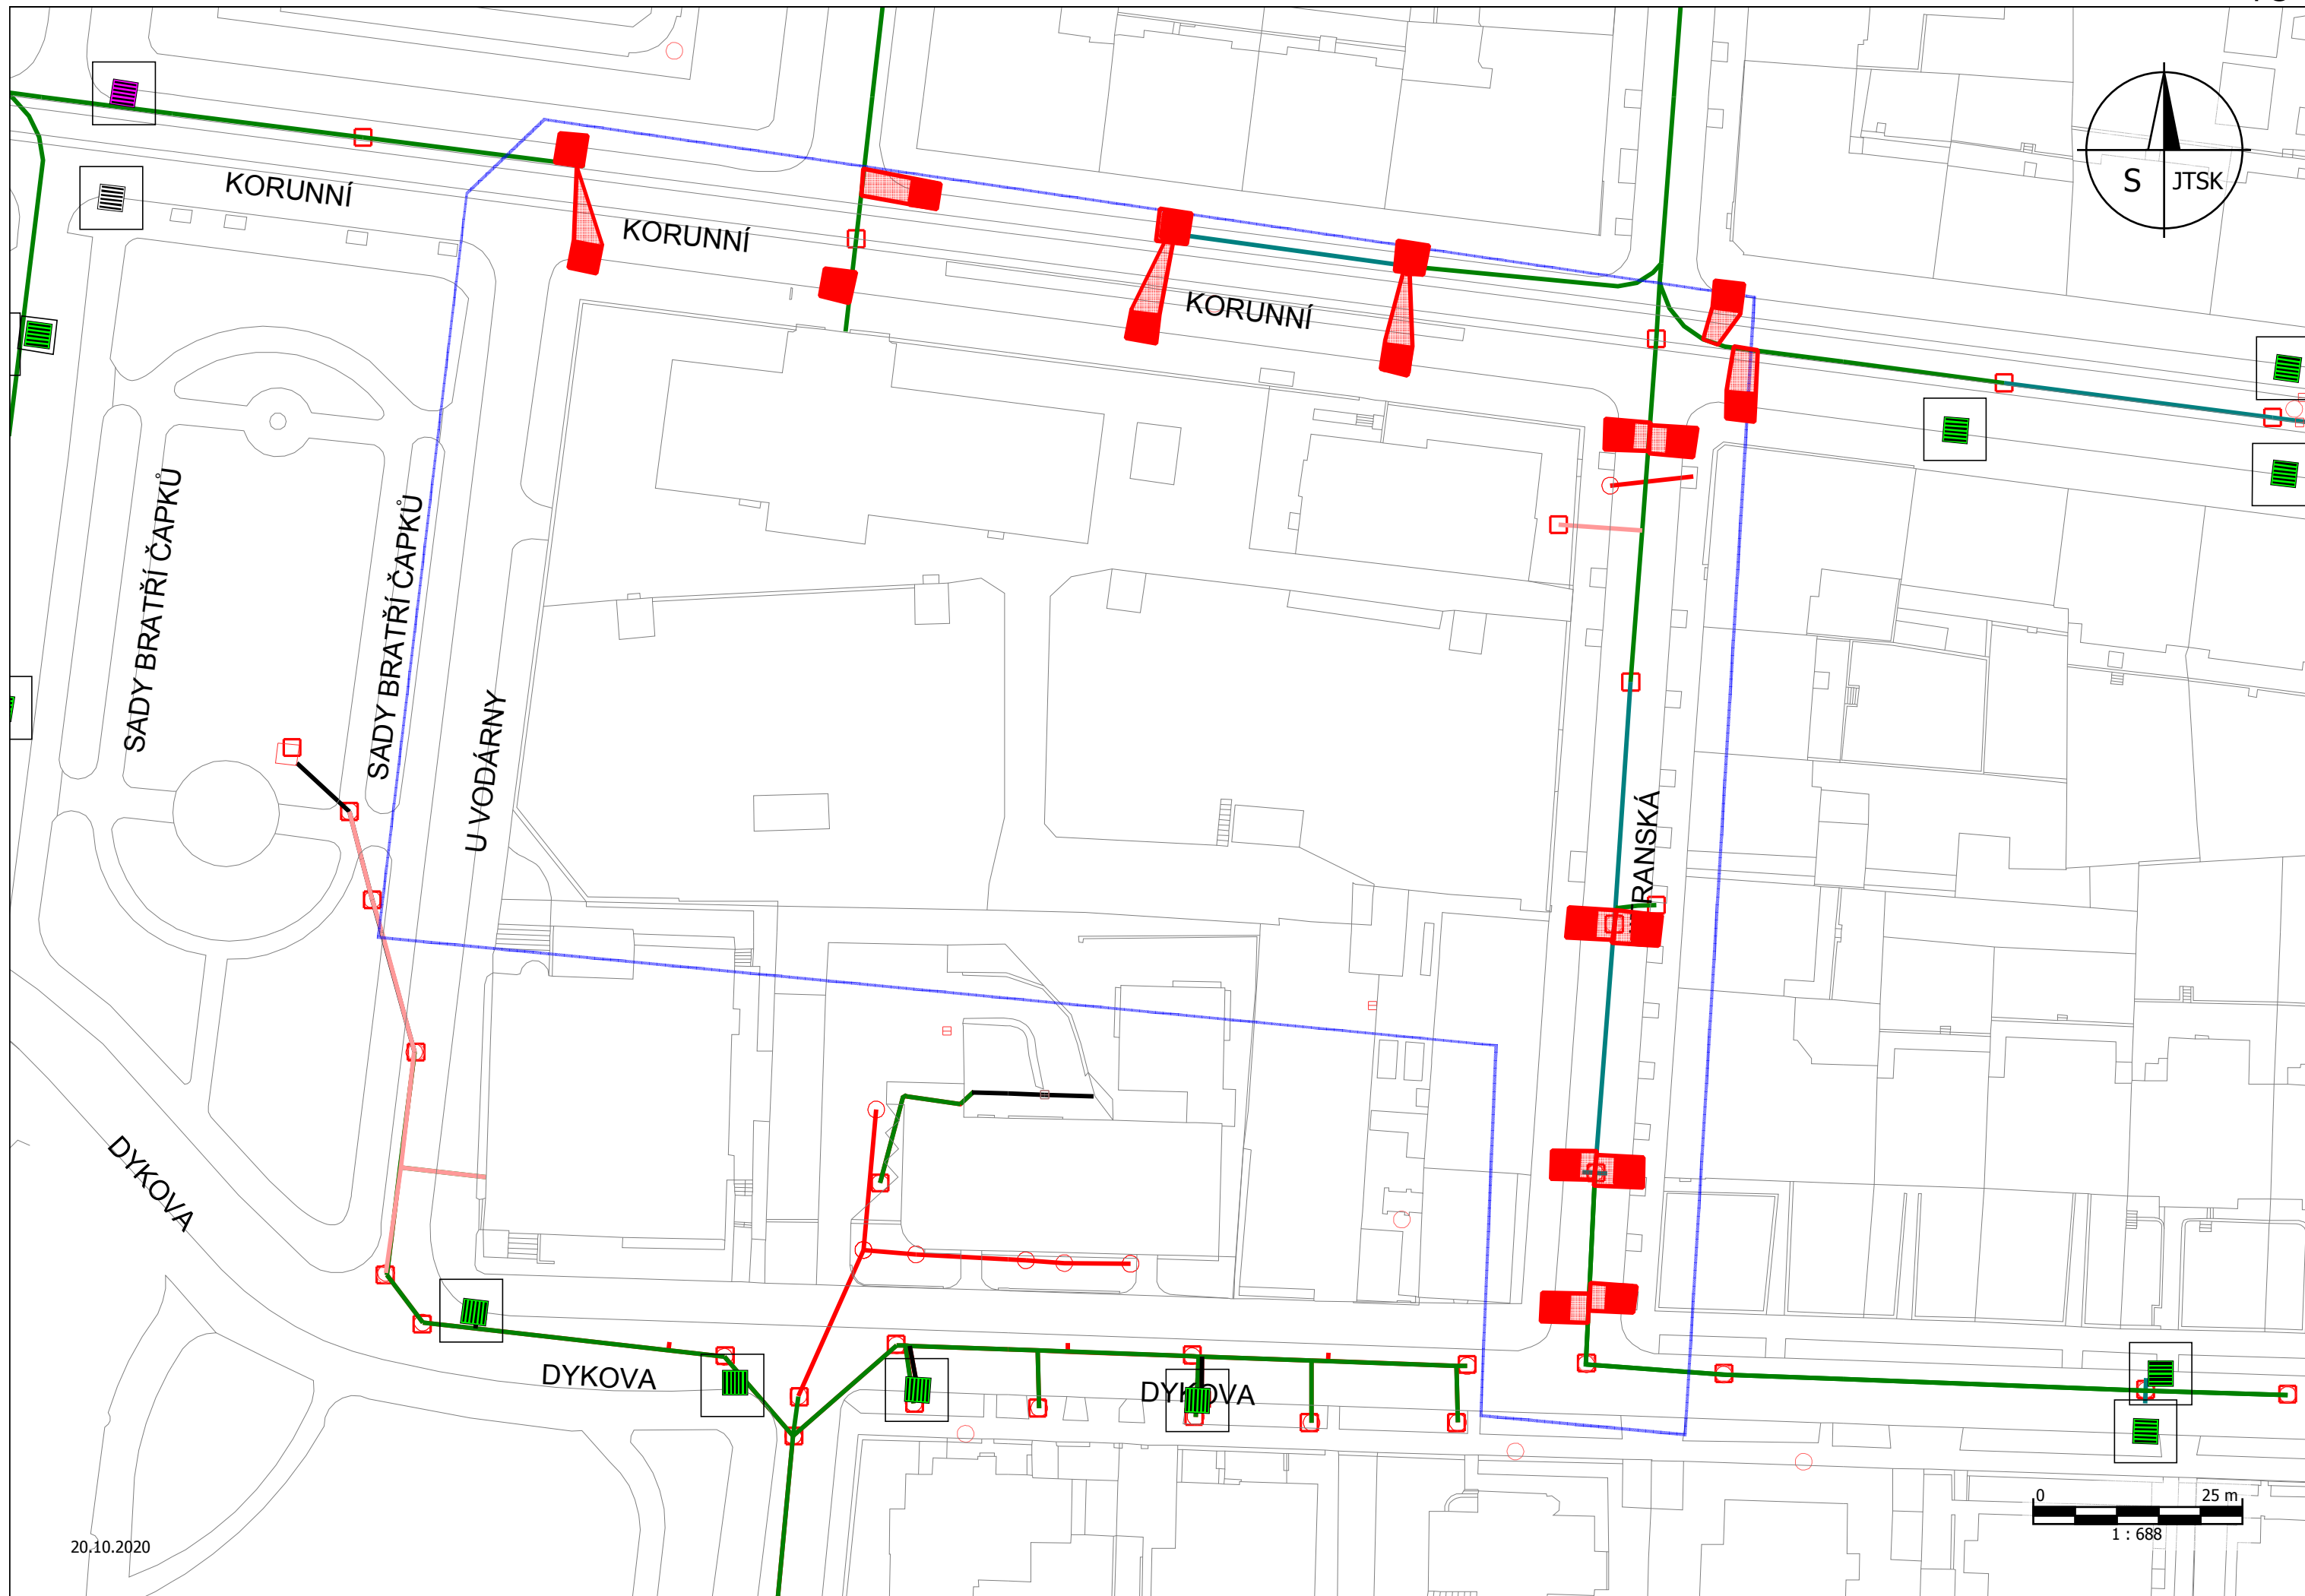 KORUNNÍ
KORUNNÍ
KORUNNÍ
S JTSK
SADY BRATŘÍ ČAPKŮ
SADY BRATŘÍ ČAPKŮ
U VODÁRNY
RANSKÁ
DYKOVA
DYKOVA
DYKOVA
0 25 m
1 : 688
20.10.2020